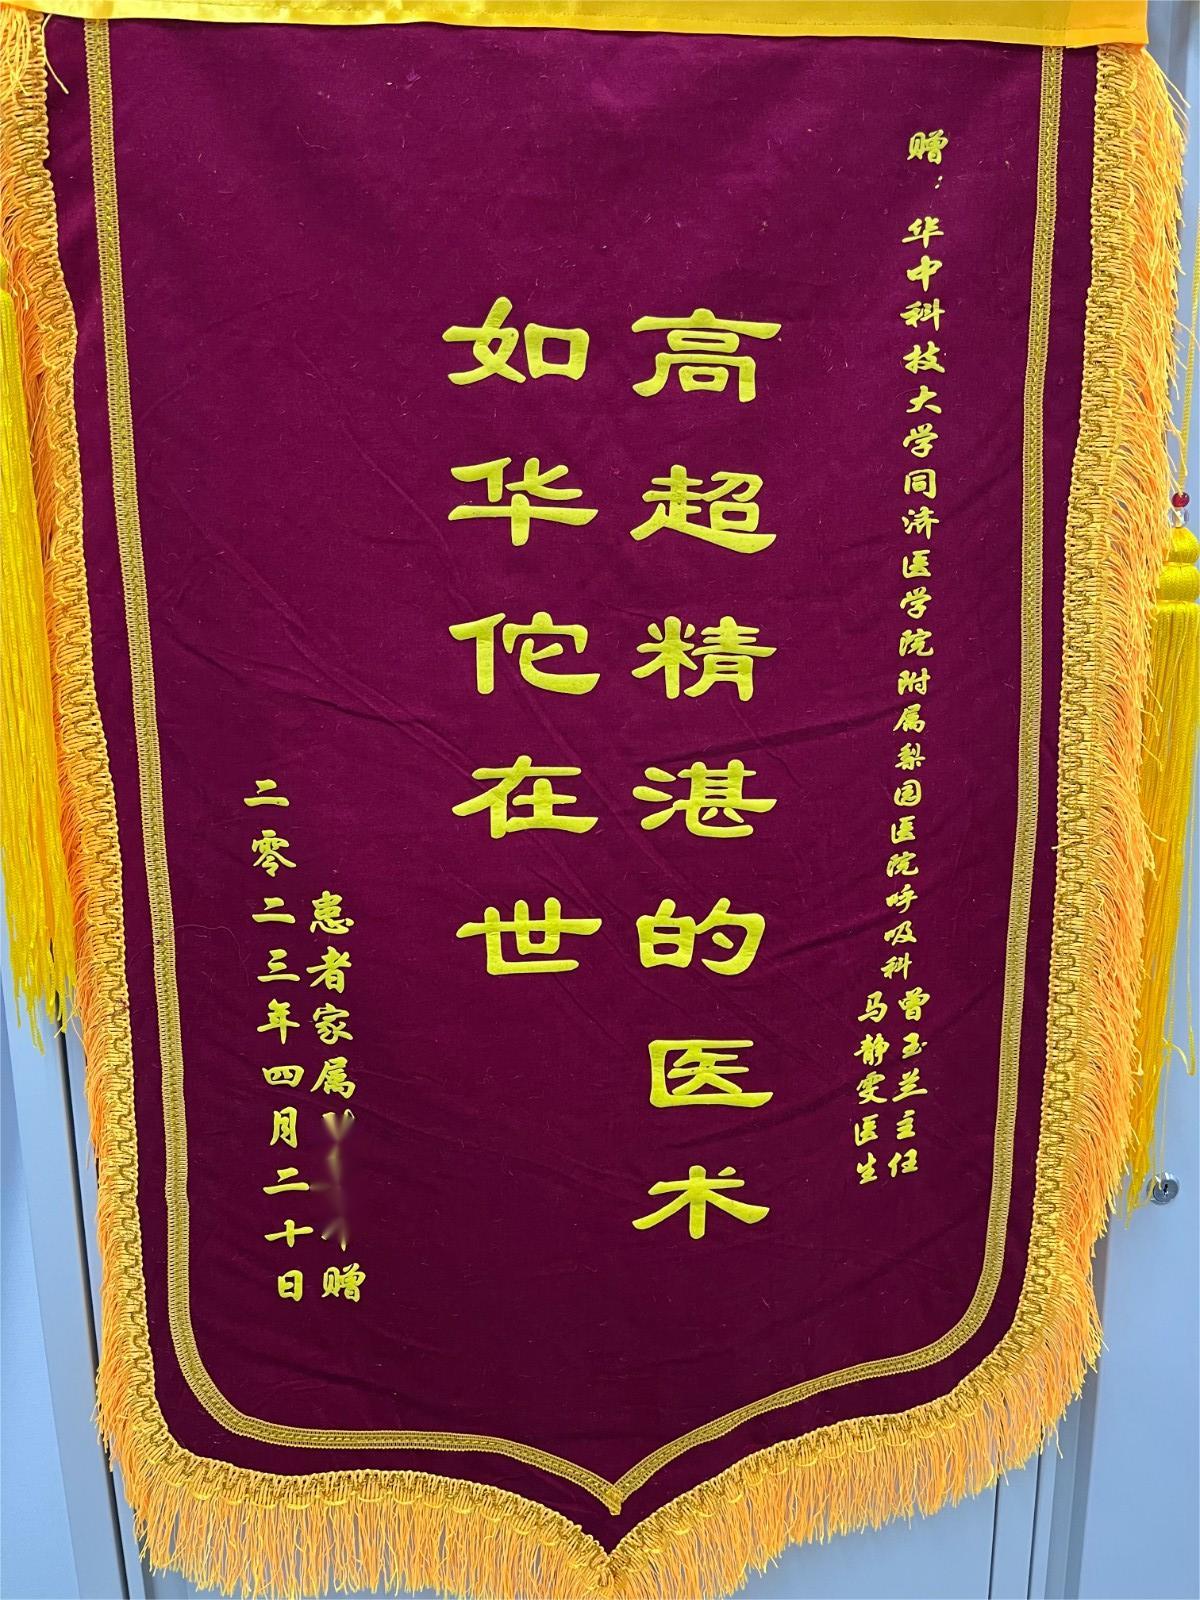 赠：华中科技大学同济医学院附属梨园医院呼吸科
曾玉兰主任
马静雯医生
高超精湛的医术
如华佗在世
患者家属
赠
二零二三年四月二十日